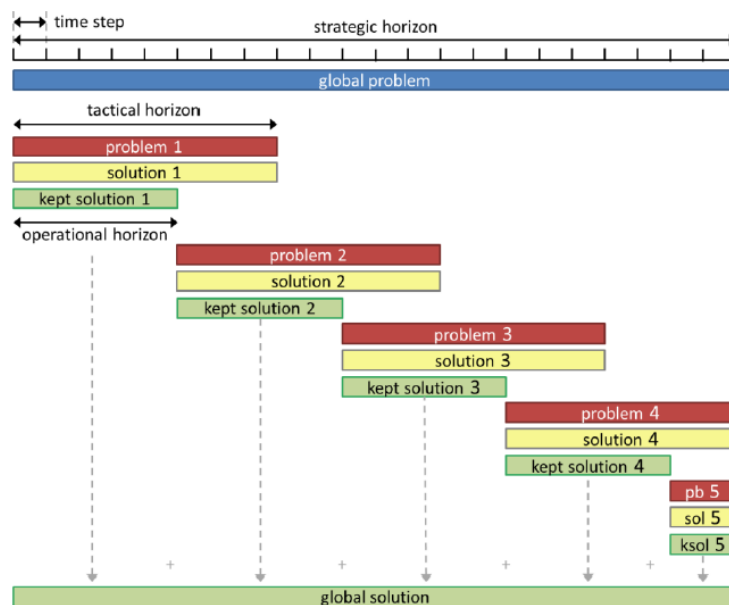 time step
strategic horizon
global problem
tactical horizon
problem 1
solution 1
kept solution 1
operational horizon
problem 2
solution 2
kept solution 2
problem 3
solution 3
kept solution 3
problem 4
solution 4
kept solution 4
pb 5
sol 5
ksol 5
+ + + +
global solution